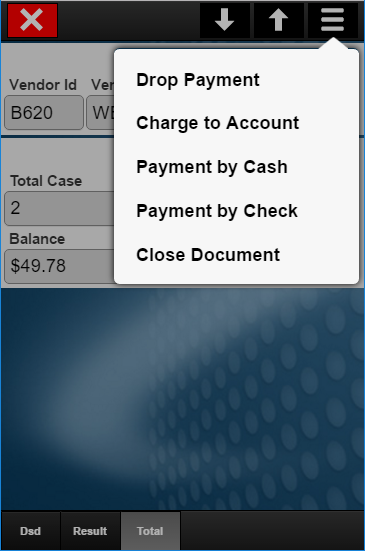 Vendor Id Ve
B620 WE
Drop Payment
Charge to Account
Payment by Cash
Payment by Check
Close Document
Total Case
2
Balance
$49.78
Dsd Result Total